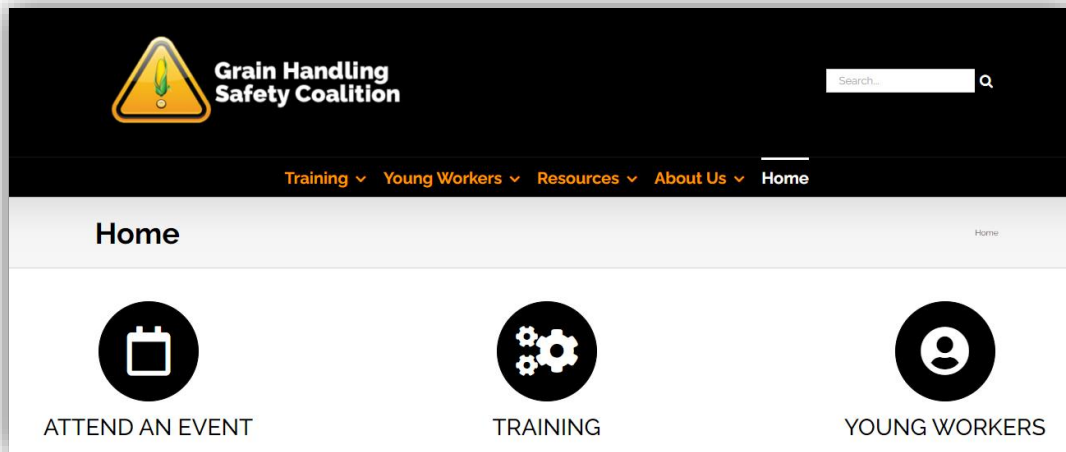 Grain Handling
Safety Coalition
Search...
Training Young Workers Resources About Us Home
Home
Home
ATTEND AN EVENT
TRAINING
YOUNG WORKERS